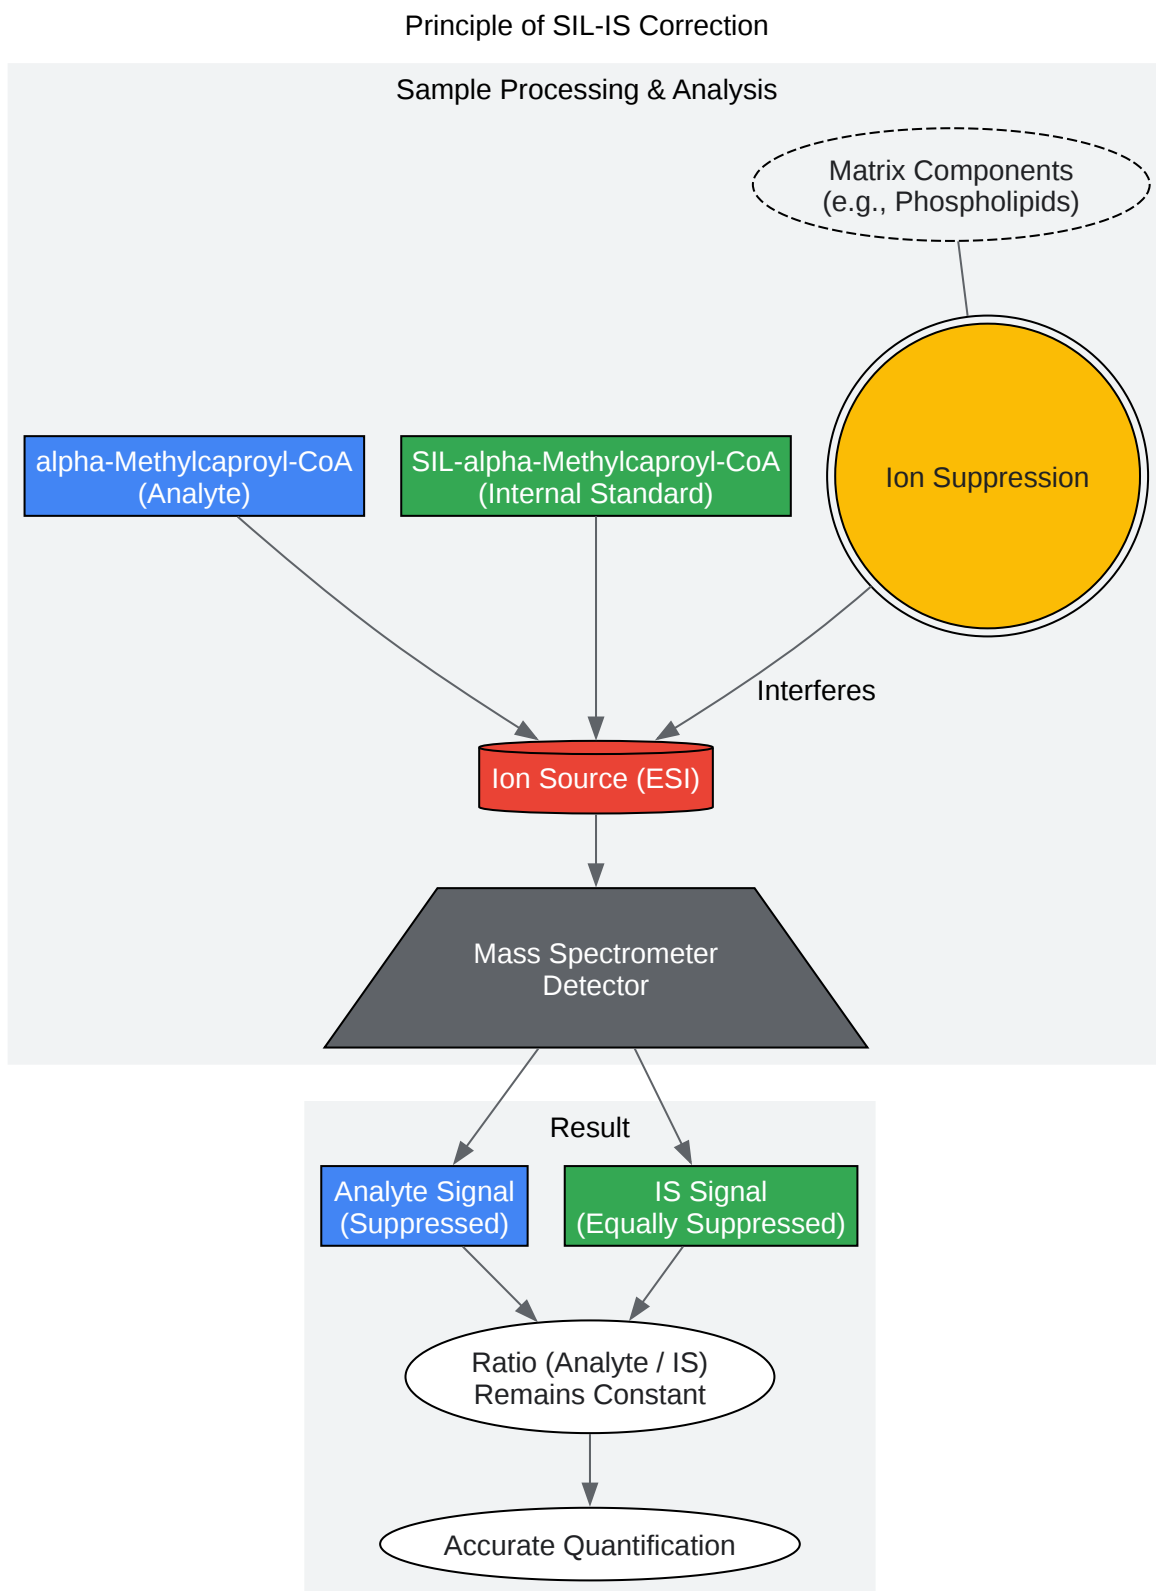 Principle of SIL-IS Correction
Sample Processing & Analysis
Matrix Components
(e.g., Phospholipids)
alpha-Methylcaproyl-CoA
(Analyte)
SIL-alpha-Methylcaproyl-CoA
(Internal Standard)
Ion Suppression
Interferes
Ion Source (ESI)
Mass Spectrometer
Detector
Result
Analyte Signal
(Suppressed)
IS Signal
(Equally Suppressed)
Ratio (Analyte / IS)
Remains Constant
Accurate Quantification